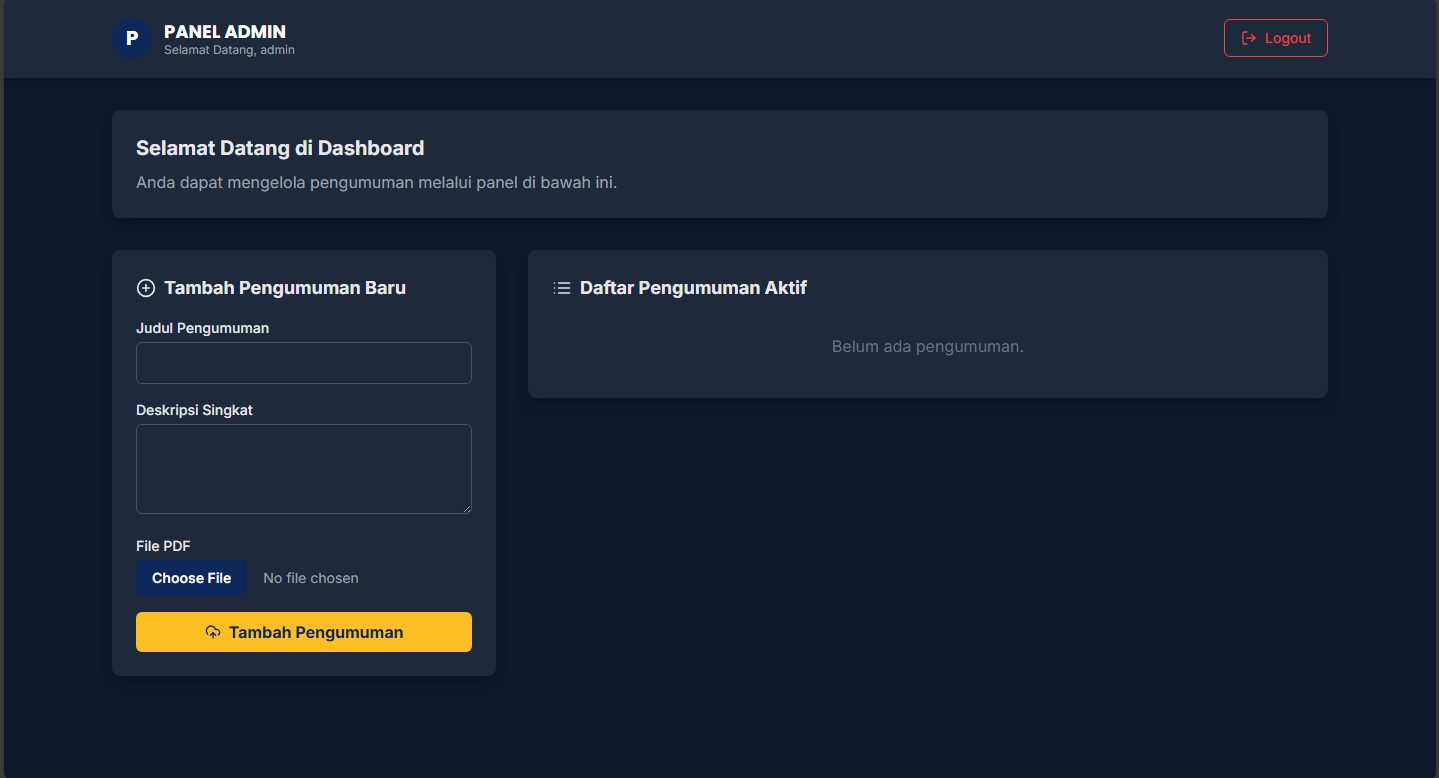 P
PANEL ADMIN
Selamat Datang, admin
Logout
Selamat Datang di Dashboard
Anda dapat mengelola pengumuman melalui panel di bawah ini.
Tambah Pengumuman Baru
Judul Pengumuman
Deskripsi Singkat
File PDF
Choose File No file chosen
Tambah Pengumuman
Daftar Pengumuman Aktif
Belum ada pengumuman.